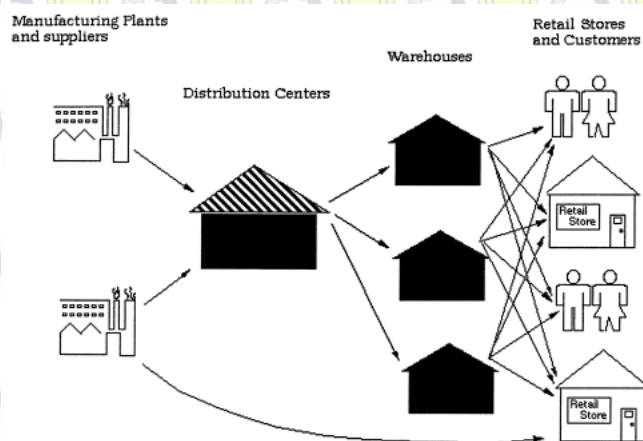 Manufacturing Plants
and suppliers
Distribution Centers
Warehouses
Retail Stores
and Customers
Retail
Store
Retail
Store